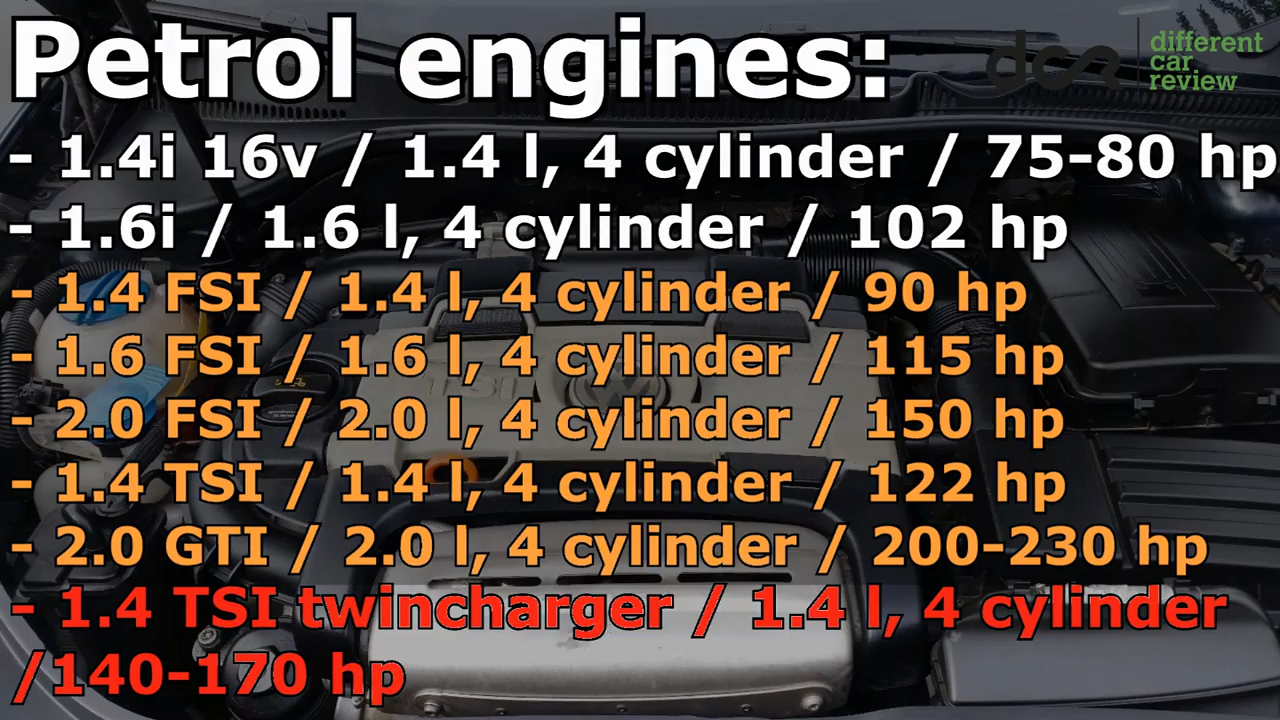 Petrol engines:
dcr
different
car
review
- 1.4i 16v / 1.4 l, 4 cylinder / 75-80 hp
- 1.6i / 1.6 l, 4 cylinder / 102 hp
- 1.4 FSI / 1.4 l, 4 cylinder / 90 hp
- 1.6 FSI / 1.6 l, 4 cylinder / 115 hp
- 2.0 FSI / 2.0 l, 4 cylinder / 150 hp
- 1.4 TSI / 1.4 l, 4 cylinder / 122 hp
- 2.0 GTI / 2.0 l, 4 cylinder / 200-230 hp
- 1.4 TSI twincharger / 1.4 l, 4 cylinder
/140-170 hp
TSI